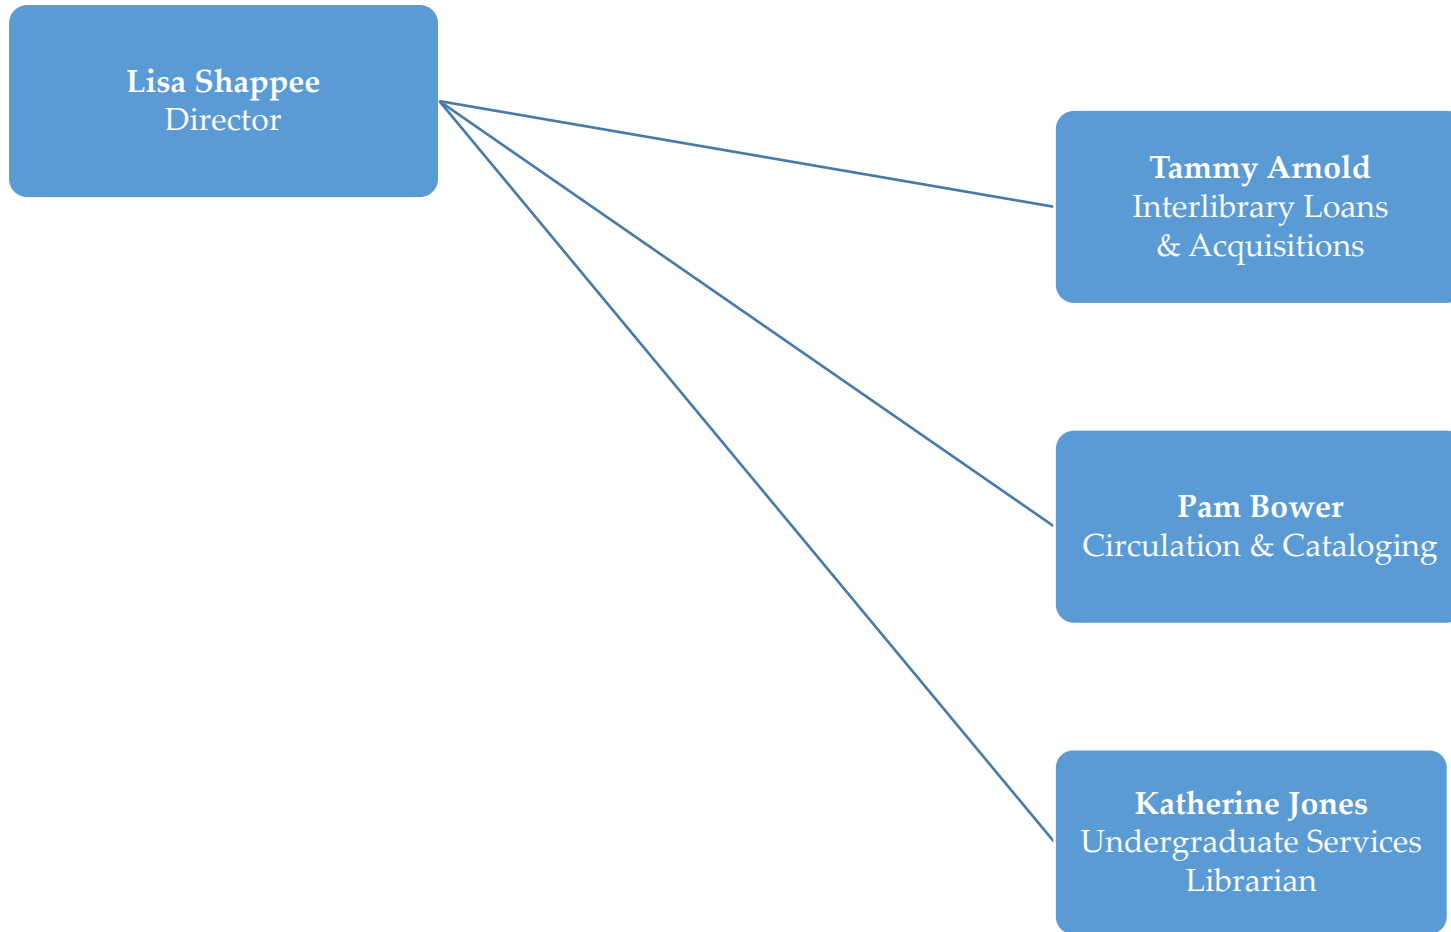 Lisa Shappee
Director
Tammy Arnold
Interlibrary Loans
& Acquisitions
Pam Bower
Circulation & Cataloging
Katherine Jones
Undergraduate Services
Librarian